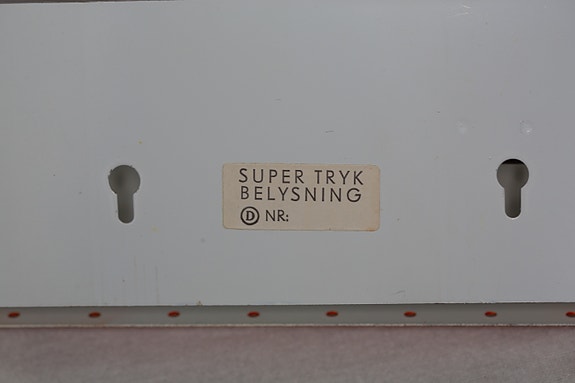 SUPER TRYK
BELYSNING
Ⓓ NR: